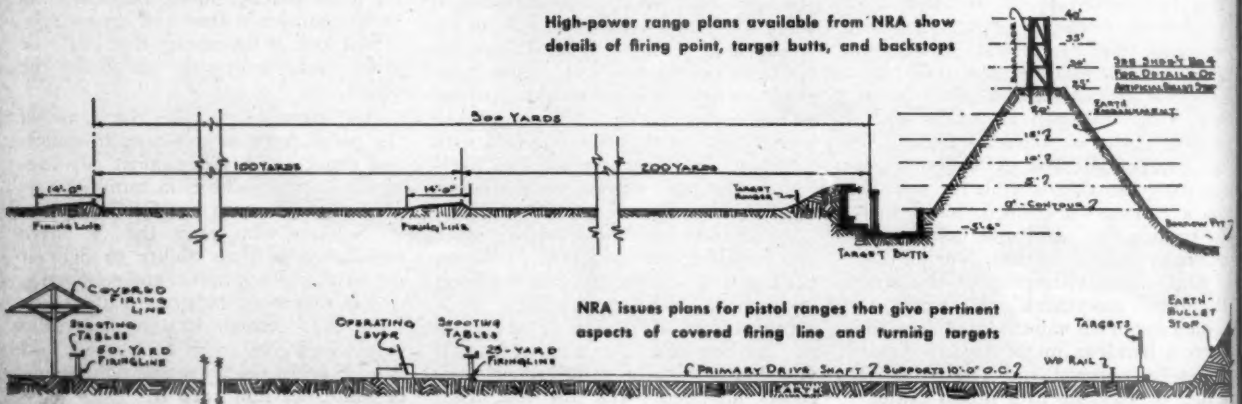 High-power range plans available from NRA show
details of firing point, target butts, and backstops
BARRICADE
40'
35'
30'
25'
SEE SHEET No 4
FOR DETAILS OF
ARTIFICIAL BULLET STOP
20'
EARTH
EMBANKMENT
15'
10'
5'
0'-CONTOUR
-5'-6"
BORROW PIT
300 YARDS
100 YARDS
200 YARDS
14'-0"
14'-0"
FIRING LINE
FIRING LINE
TARGET
NUMBER
TARGET BUTTS
COVERED
FIRING
LINE
SHOOTING
TABLES
50-YARD
FIRING LINE
OPERATING
LEVER
SHOOTING
TABLES
25-YARD
FIRING LINE
NRA issues plans for pistol ranges that give pertinent
aspects of covered firing line and turning targets
PRIMARY DRIVE SHAFT
SUPPORTS 10'-0" O.C.
WD RAIL
TARGETS
EARTH-
BULLET
STOP